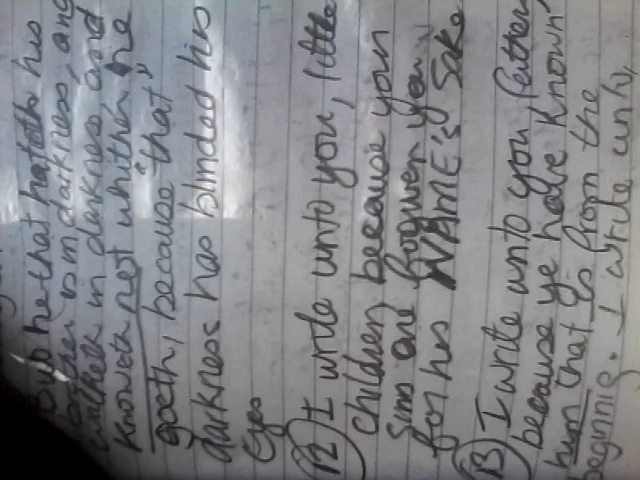 But he that hateth his
brother is in darkness, and
walketh in darkness and
knoweth not whither he
goeth, because "that"
darkness has blinded his
eyes
12) I write unto you, little
children because your
sins are forgiven you
for his NAME's Sake
13) I write unto you father
because ye have known
him that is from the
beginnig. I write unto